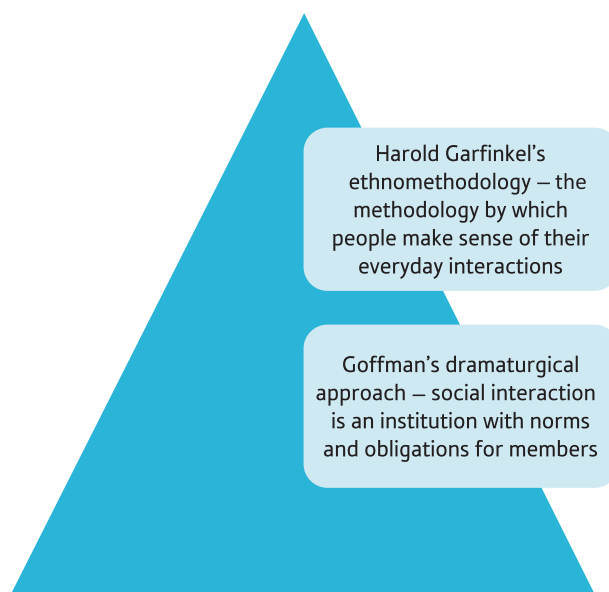 Harold Garfinkel’s
ethnomethodology – the
methodology by which
people make sense of their
everyday interactions
Goffman’s dramaturgical
approach – social interaction
is an institution with norms
and obligations for members